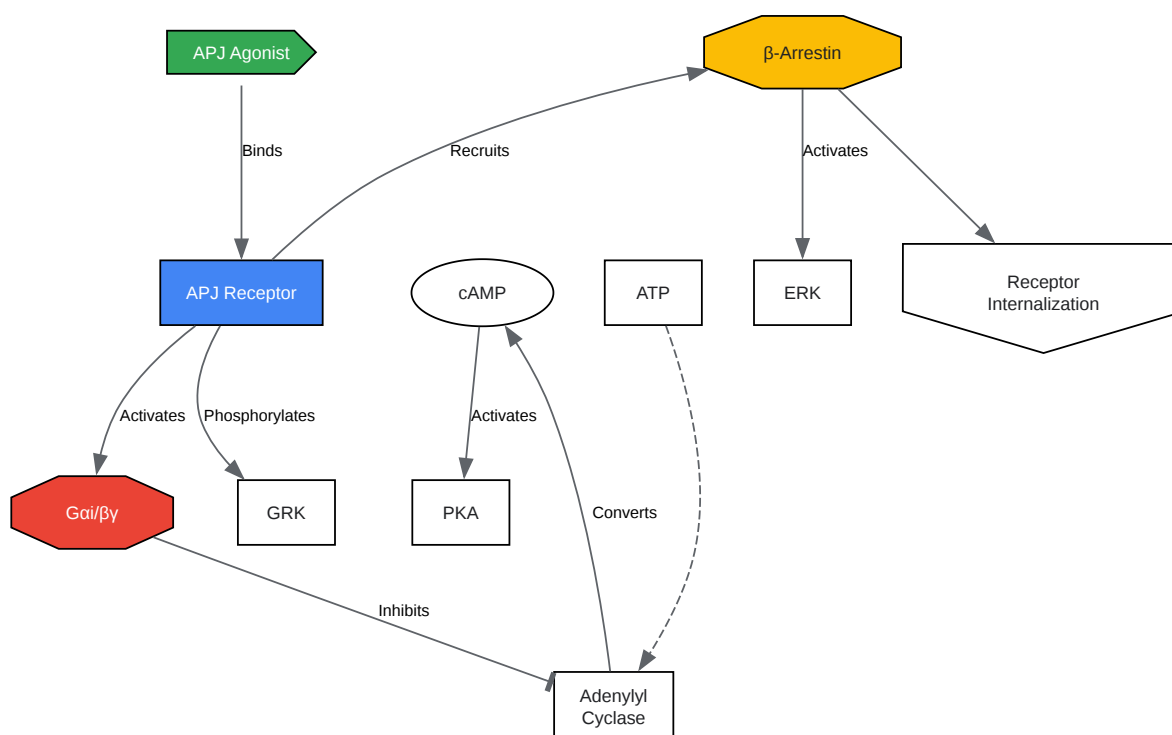 APJ Agonist
β-Arrestin
Binds
Recruits
Activates
APJ Receptor
cAMP
ATP
ERK
Receptor
Internalization
Activates
Phosphorylates
Activates
Gαi/βγ
GRK
PKA
Converts
Inhibits
Adenylyl
Cyclase